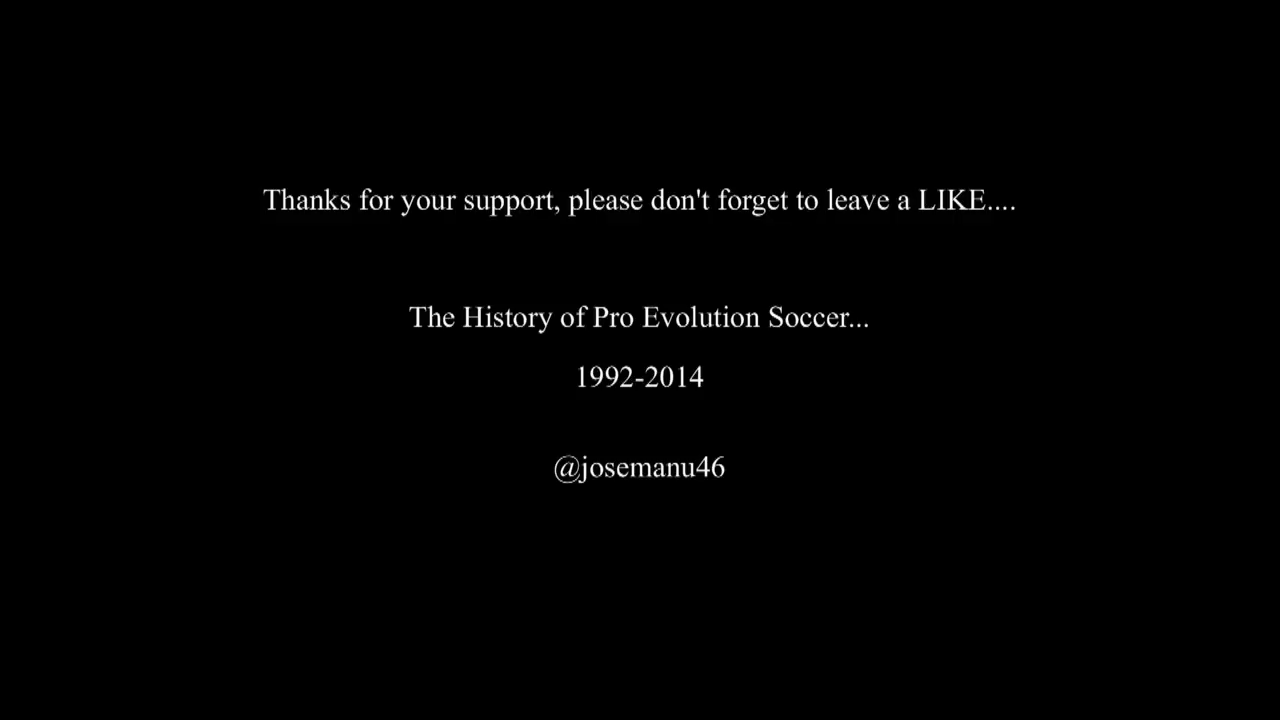 Thanks for your support, please don't forget to leave a LIKE....
The History of Pro Evolution Soccer...
1992-2014
@josemanu46